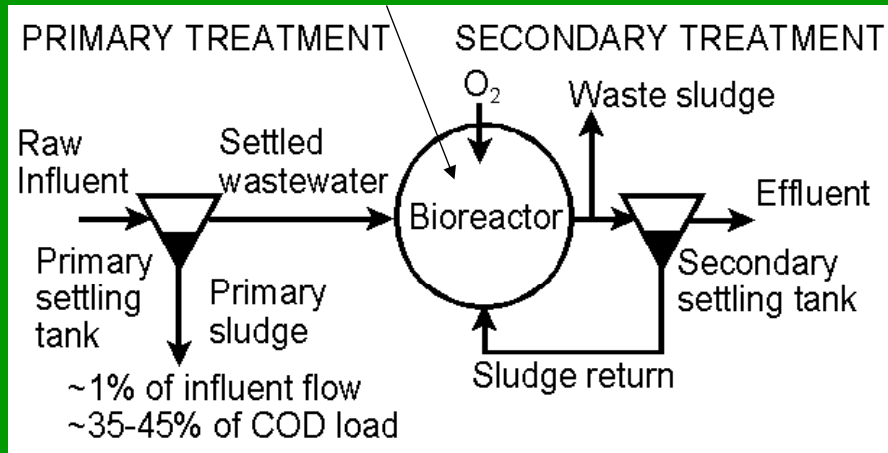 PRIMARY TREATMENT
SECONDARY TREATMENT
O₂
Waste sludge
Raw
Influent
Settled
wastewater
Bioreactor
Effluent
Primary
settling
tank
Primary
sludge
Secondary
settling tank
Sludge return
~1% of influent flow
~35-45% of COD load